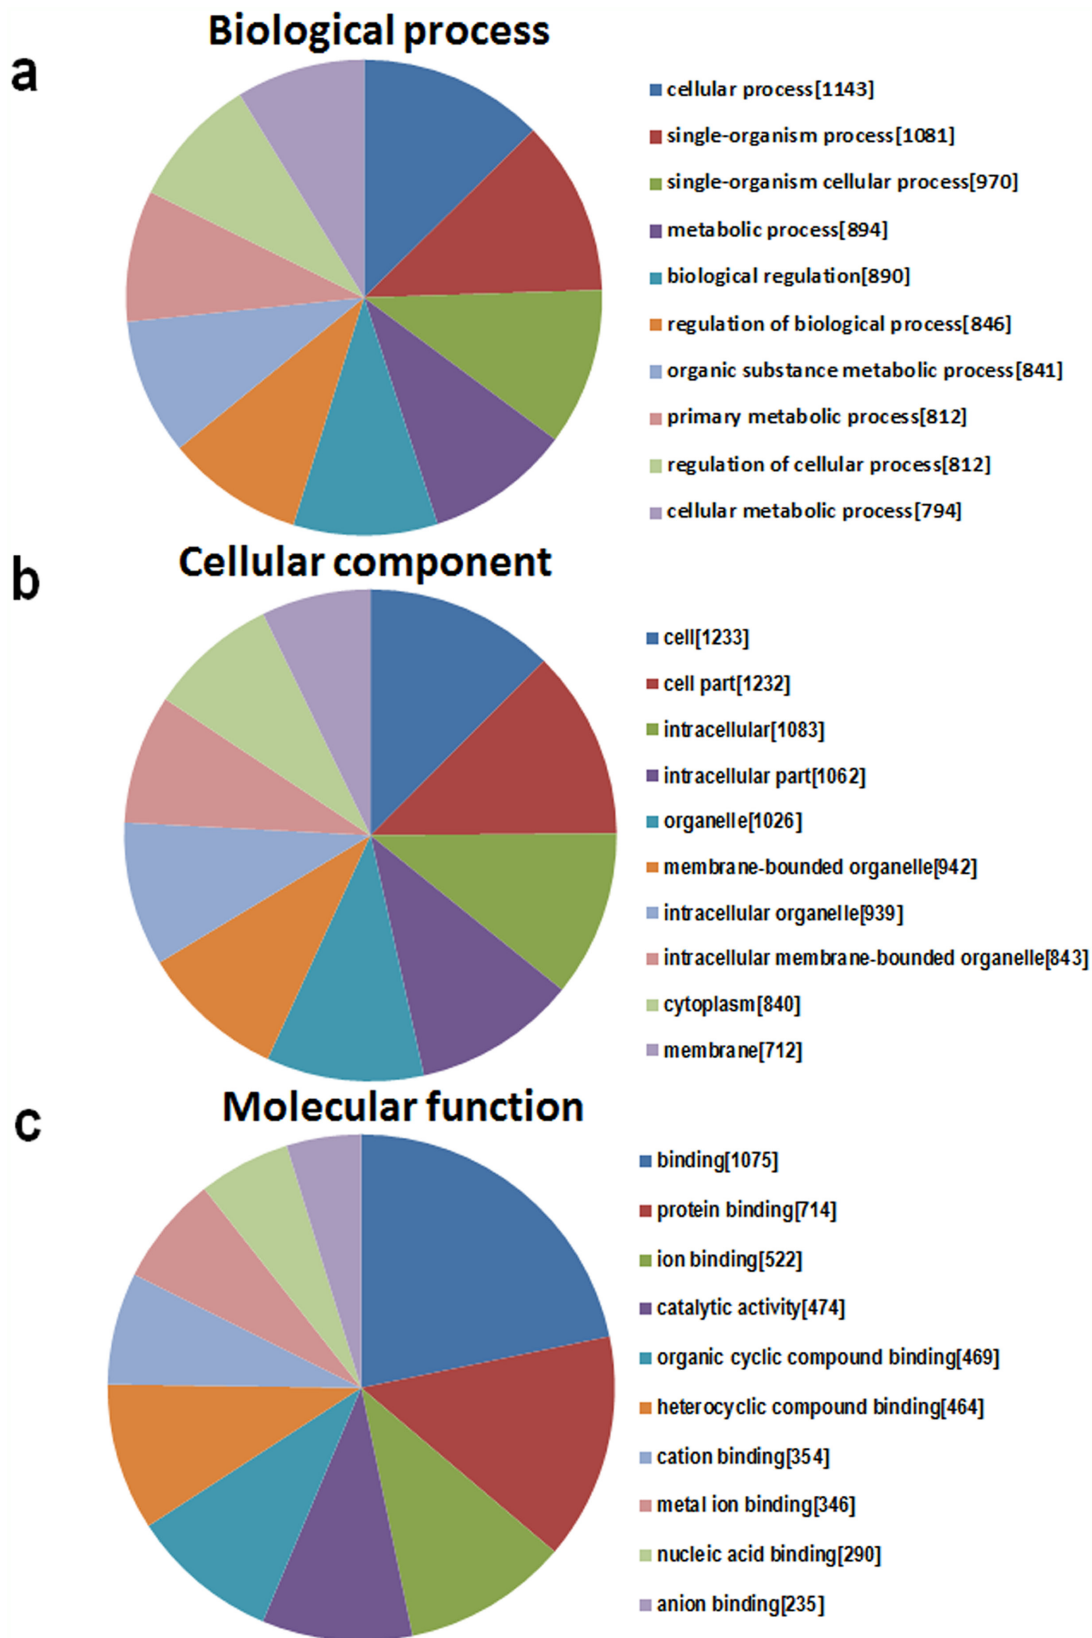 Biological process
a
cellular process[1143]
single-organism process[1081]
single-organism cellular process[970]
metabolic process[894]
biological regulation[890]
regulation of biological process[846]
organic substance metabolic process[841]
primary metabolic process[812]
regulation of cellular process[812]
cellular metabolic process[794]
Cellular component
b
cell[1233]
cell part[1232]
intracellular[1083]
intracellular part[1062]
organelle[1026]
membrane-bounded organelle[942]
intracellular organelle[939]
intracellular membrane-bounded organelle[843]
cytoplasm[840]
membrane[712]
Molecular function
c
binding[1075]
protein binding[714]
ion binding[522]
catalytic activity[474]
organic cyclic compound binding[469]
heterocyclic compound binding[464]
cation binding[354]
metal ion binding[346]
nucleic acid binding[290]
anion binding[235]